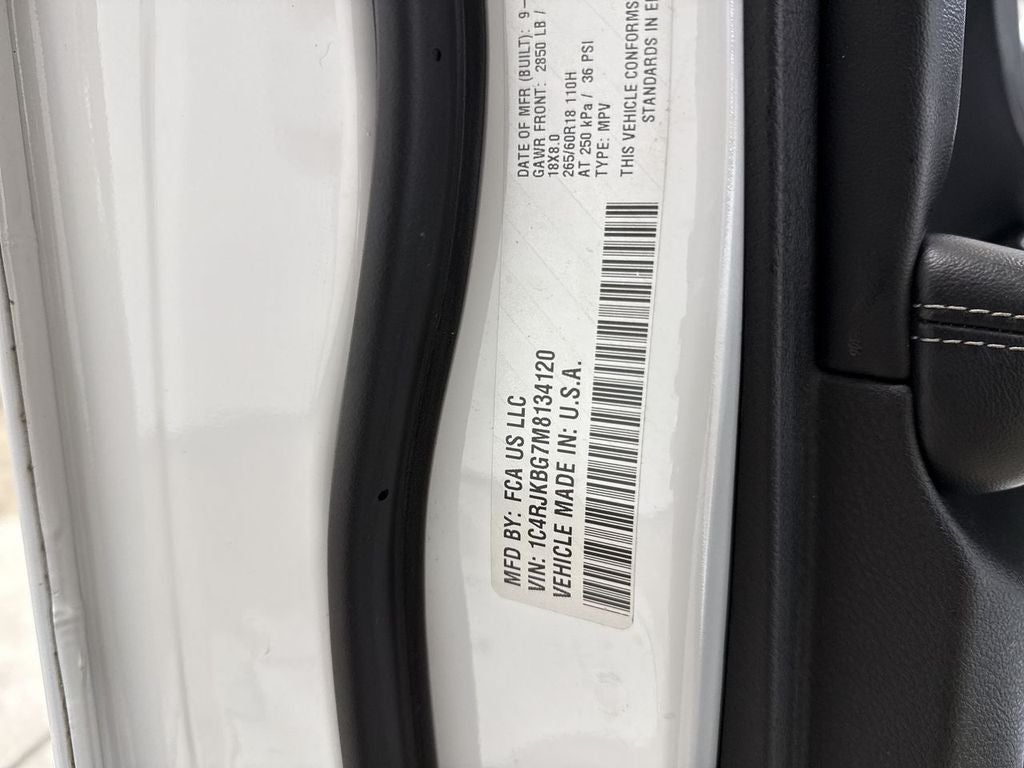 MFD BY: FCA US LLC
VIN: 1C4RJKBG7M8134120
VEHICLE MADE IN: U.S.A.
DATE OF MFR (BUILT): 9-
GAWR FRONT: 2850 LB /
18X8.0
265/60R18 110H
AT 250 kPa / 36 PSI
TYPE: MPV
THIS VEHICLE CONFORMS
STANDARDS IN